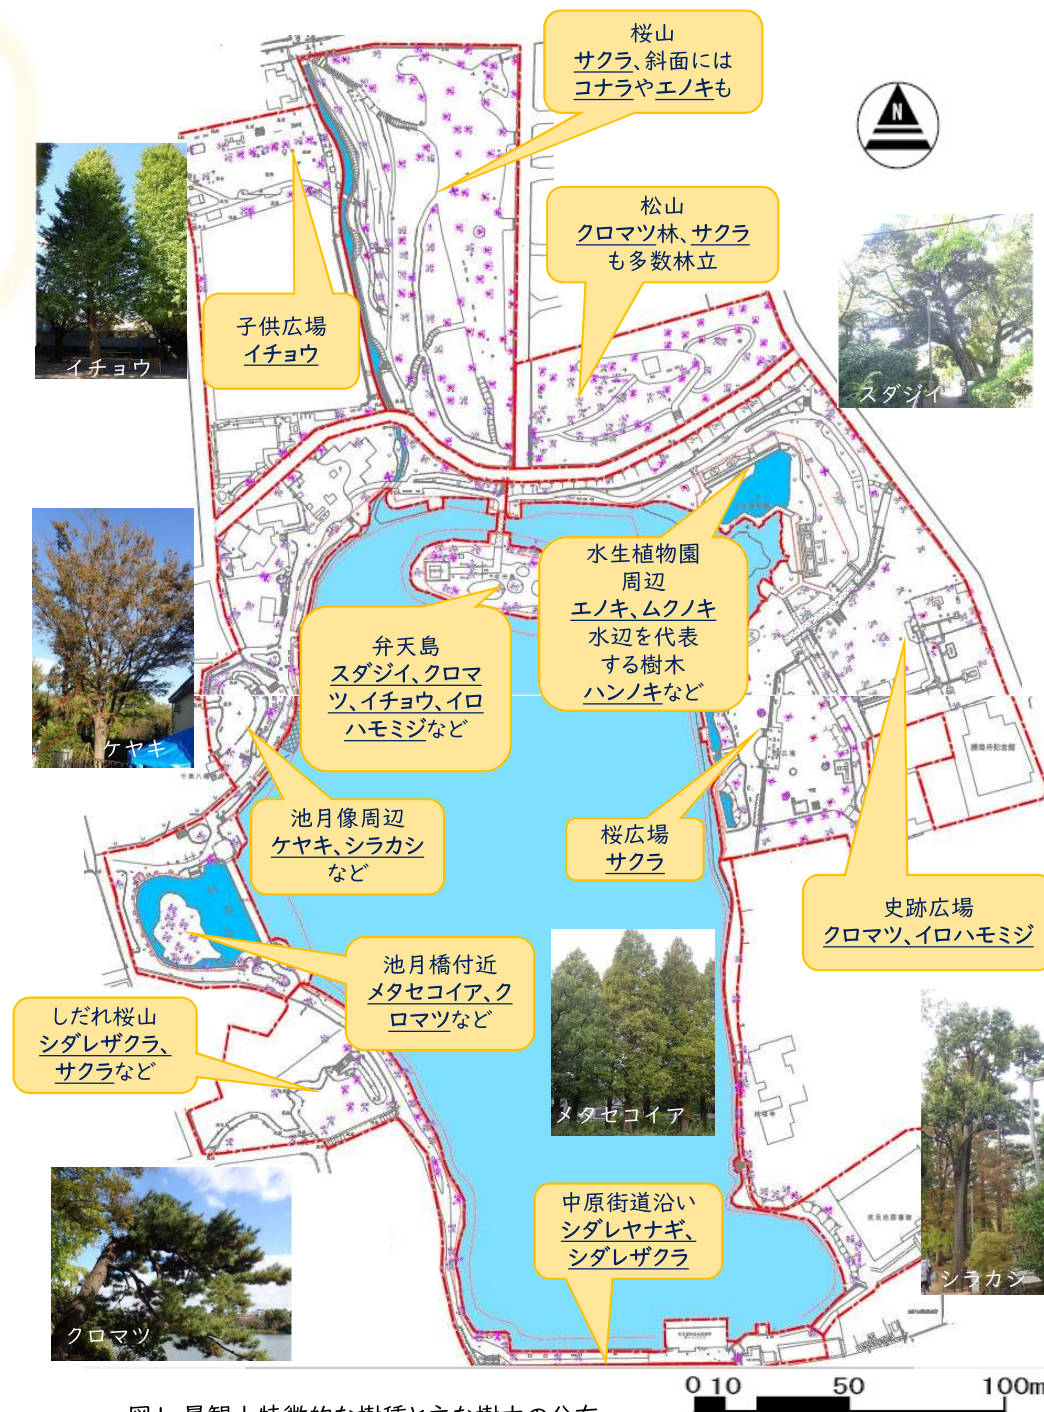 桜山
サクラ、斜面には
コナラやエノキも
N
松山
クロマツ林、サクラ
も多数林立
イチョウ
スダジイ
子供広場
イチョウ
水生植物園
周辺
エノキ、ムクノキ
水辺を代表
する樹木
ハンノキなど
弁天島
スダジイ、クロマ
ツ、イチョウ、イロ
ハモミジなど
ケヤキ
勝海舟記念館
池月像周辺
ケヤキ、シラカシ
など
桜広場
サクラ
史跡広場
クロマツ、イロハモミジ
池月橋付近
メタセコイア、ク
ロマツなど
しだれ桜山
シダレザクラ、
サクラなど
メタセコイア
中原街道沿い
シダレヤナギ、
シダレザクラ
シラカシ
クロマツ
0 10 50 100m